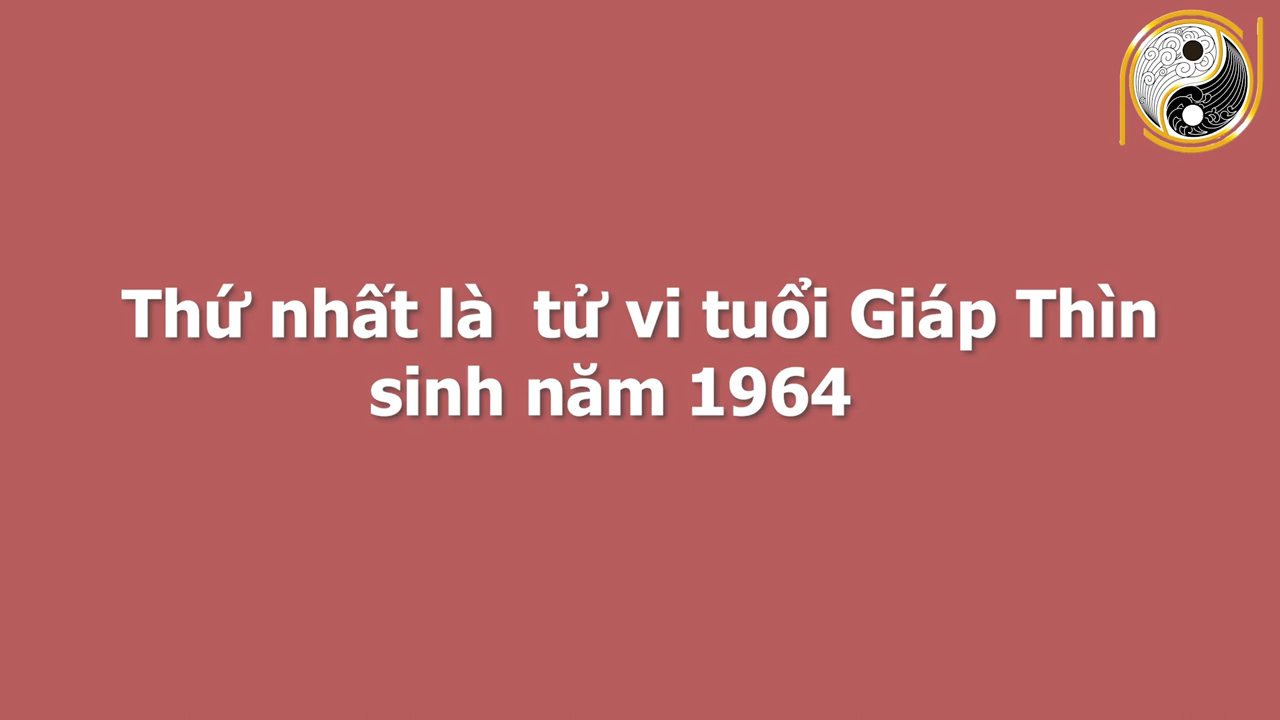 Thứ nhất là tử vi tuổi Giáp Thìn
sinh năm 1964